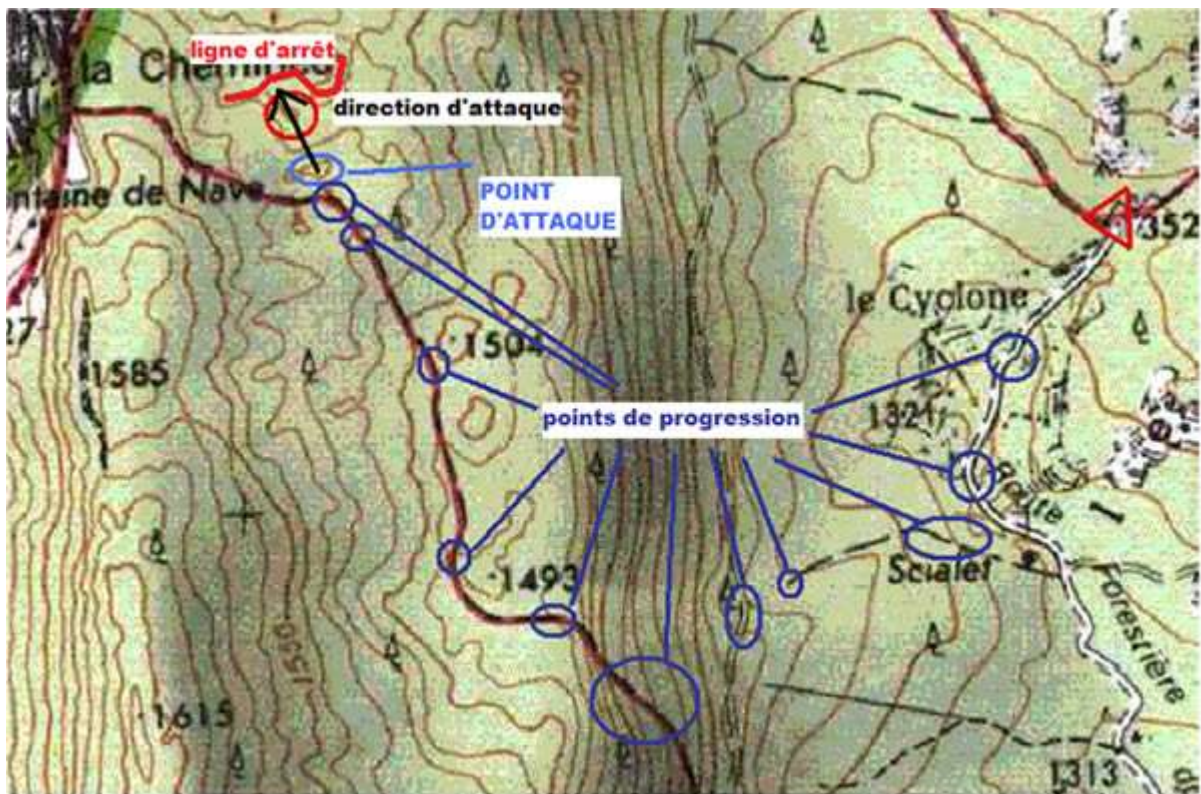 ligne d'arrêt
la
direction d'attaque
POINT
D'ATTAQUE
ntaine de Nave
352
le Cyclone
27
1504
1585
points de progression
1321
Route
Scialet
1493
Forestière
1550
1615
1313
1450